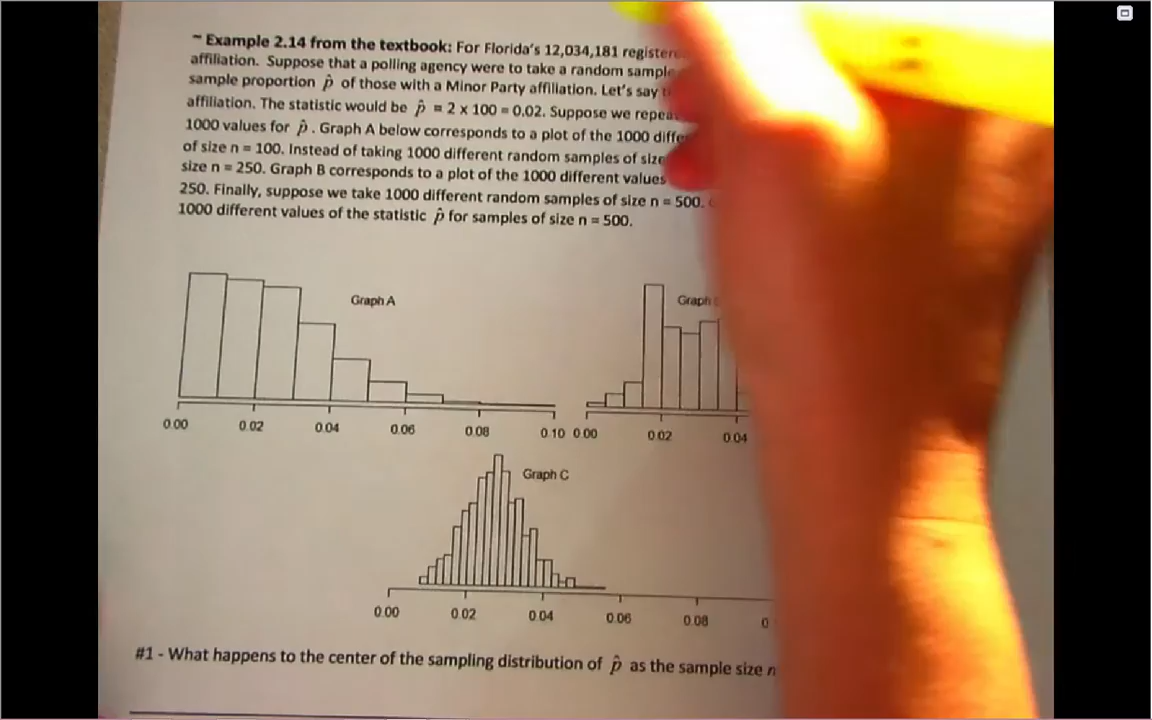 ~ Example 2.14 from the textbook: For Florida's 12,034,181
affiliation. Suppose that a polling agency were to take a random sample
sample proportion p̂ of those with a Minor Party affiliation. Let's say
affiliation. The statistic would be p̂ = 2 x 100 = 0.02. Suppose we
1000 values for p̂. Graph A below corresponds to a plot of the 1000
of size n = 100. Instead of taking 1000 different random samples of size
size n = 250. Graph B corresponds to a plot of the 1000 different values
250. Finally, suppose we take 1000 different random samples of size n = 500.
1000 different values of the statistic p̂ for samples of size n = 500.
Graph A
Graph
0.00 0.02 0.04 0.06 0.08 0.10
0.00 0.02 0.04
Graph C
0.00 0.02 0.04 0.06 0.08
#1 - What happens to the center of the sampling distribution of p̂ as the sample size n